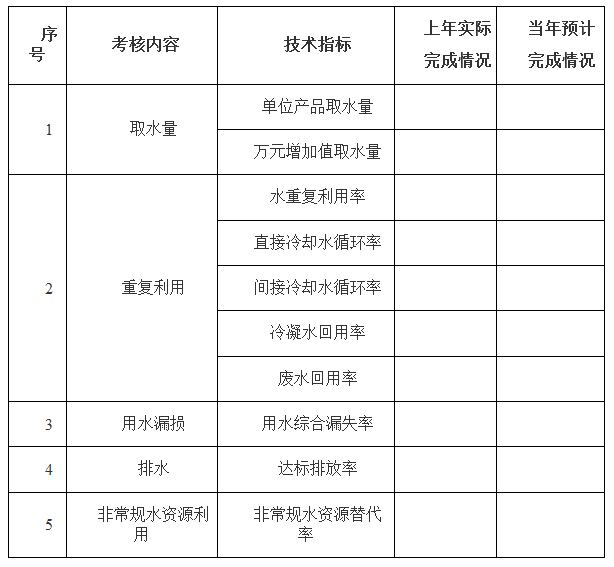 序号 考核内容 技术指标 上年实际完成情况 当年预计完成情况
1 取水量 单位产品取水量
万元增加值取水量
2 重复利用 水重复利用率
直接冷却水循环率
间接冷却水循环率
冷凝水回用率
废水回用率
3 用水漏损 用水综合漏失率
4 排水 达标排放率
5 非常规水资源利用 非常规水资源替代率